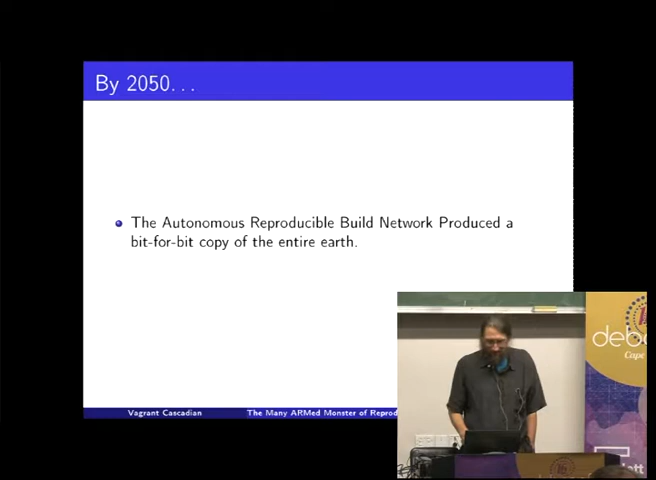 By 2050...
The Autonomous Reproducible Build Network Produced a
bit-for-bit copy of the entire earth.
Vagrant Cascadian
The Many ARMed Monster of Reprod
deb
Cape